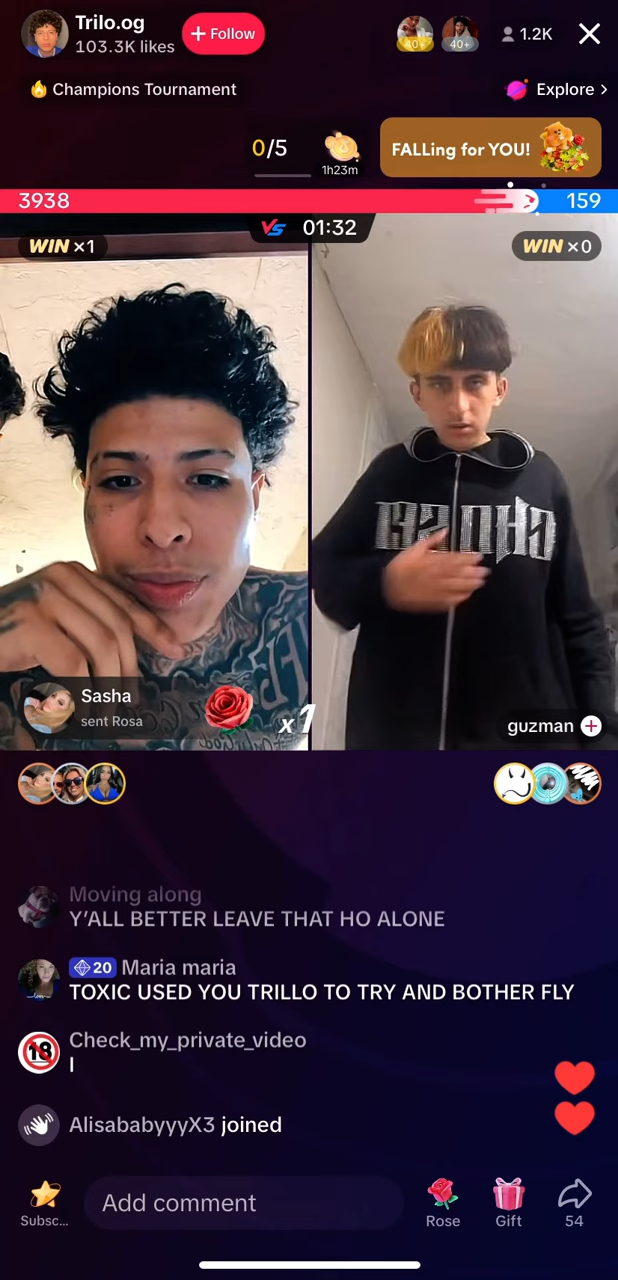 Trilo.og
103.3K likes
+ Follow
40+
40+
1.2K
Champions Tournament
Explore >
0/5
1h23m
FALLing for YOU!
3938
159
VS 01:32
WIN ×1
WIN ×0
Sasha
sent Rosa
x1
guzman
Moving along
Y'ALL BETTER LEAVE THAT HO ALONE
20 Maria maria
TOXIC USED YOU TRILLO TO TRY AND BOTHER FLY
18
Check_my_private_video
I
AlisababyyyX3 joined
Subsc...
Add comment
Rose
Gift
54